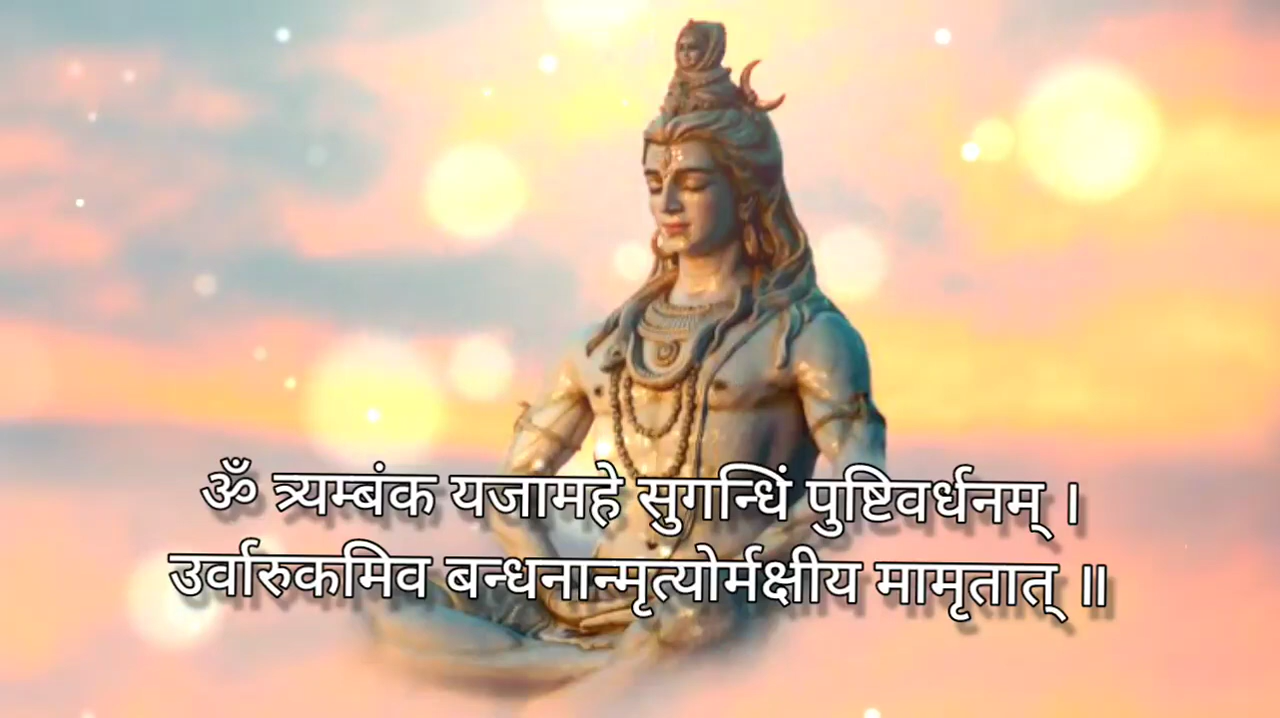 ॐ त्र्यम्बंक यजामहे सुगन्धिं पुष्टिवर्धनम् ।
उर्वारुकमिव बन्धनान्मृत्योर्मक्षीय मामृतात् ॥